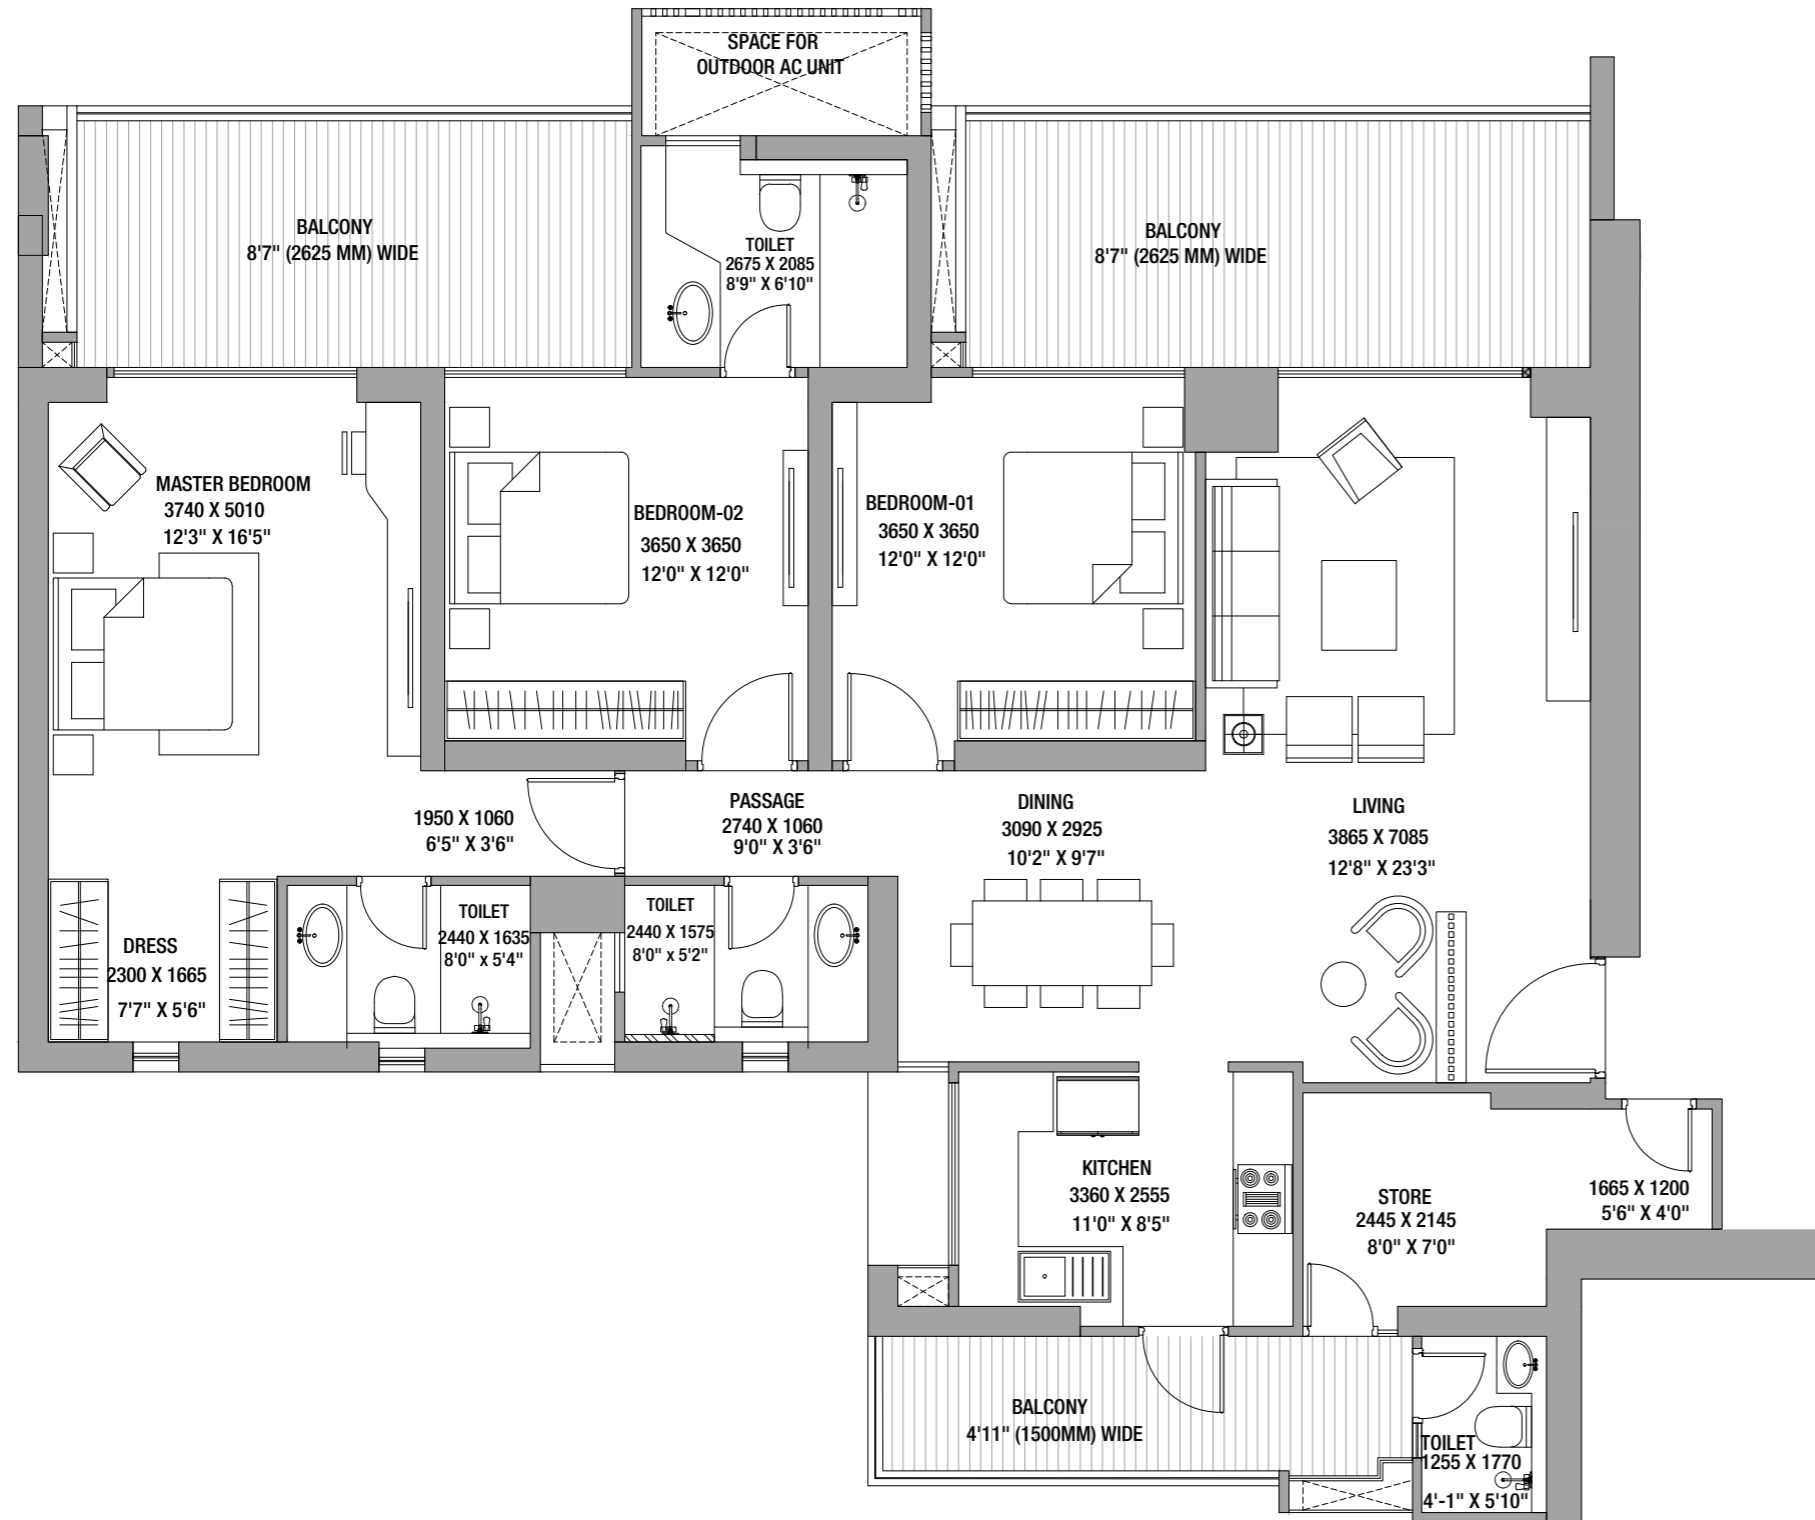 SPACE FOR
OUTDOOR AC UNIT
BALCONY
8'7" (2625 MM) WIDE
TOILET
2675 X 2085
8'9" X 6'10"
BALCONY
8'7" (2625 MM) WIDE
MASTER BEDROOM
3740 X 5010
12'3" X 16'5"
BEDROOM-02
3650 X 3650
12'0" X 12'0"
BEDROOM-01
3650 X 3650
12'0" X 12'0"
1950 X 1060
6'5" X 3'6"
PASSAGE
2740 X 1060
9'0" X 3'6"
DINING
3090 X 2925
10'2" X 9'7"
LIVING
3865 X 7085
12'8" X 23'3"
DRESS
2300 X 1665
7'7" X 5'6"
TOILET
2440 X 1635
8'0" x 5'4"
TOILET
2440 X 1575
8'0" x 5'2"
KITCHEN
3360 X 2555
11'0" X 8'5"
STORE
2445 X 2145
8'0" X 7'0"
1665 X 1200
5'6" X 4'0"
BALCONY
4'11" (1500MM) WIDE
TOILET
1255 X 1770
4'-1" X 5'10"